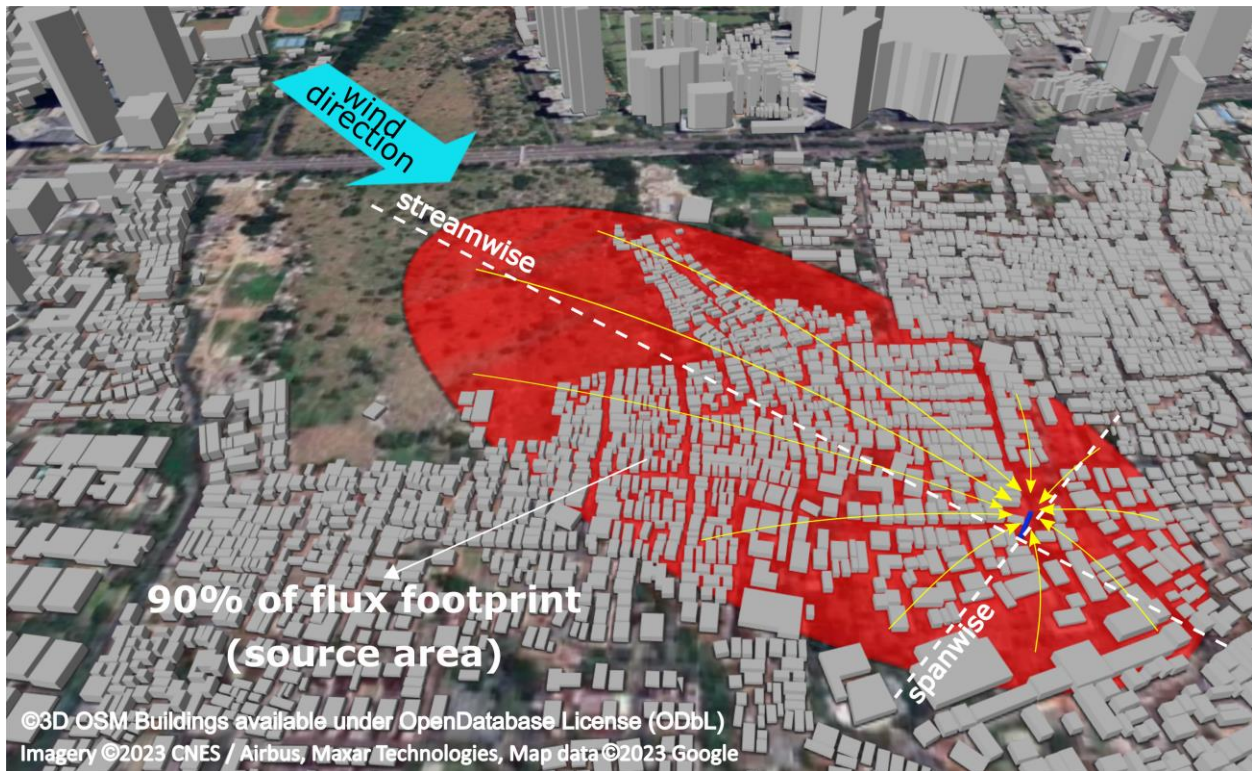 wind
direction
streamwise
90% of flux footprint
(source area)
spanwise
©3D OSM Buildings available under OpenDatabase License (ODbL)
Imagery ©2023 CNES / Airbus, Maxar Technologies, Map data ©2023 Google